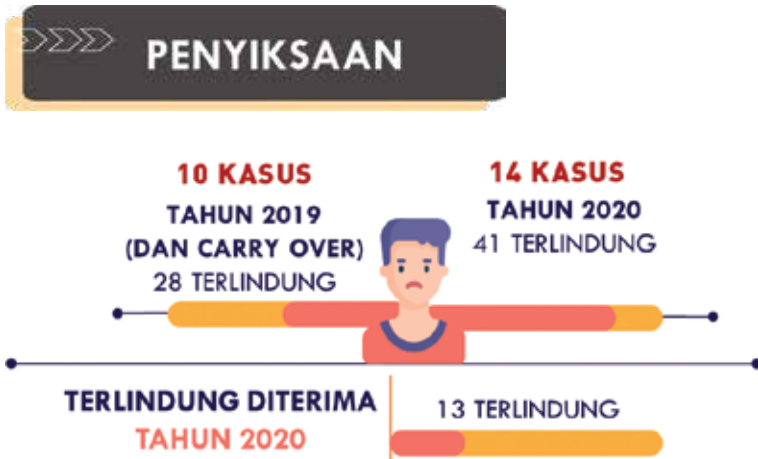 PENYIKSAAN
10 KASUS
TAHUN 2019
(DAN CARRY OVER)
28 TERLINDUNG
14 KASUS
TAHUN 2020
41 TERLINDUNG
TERLINDUNG DITERIMA
TAHUN 2020
13 TERLINDUNG